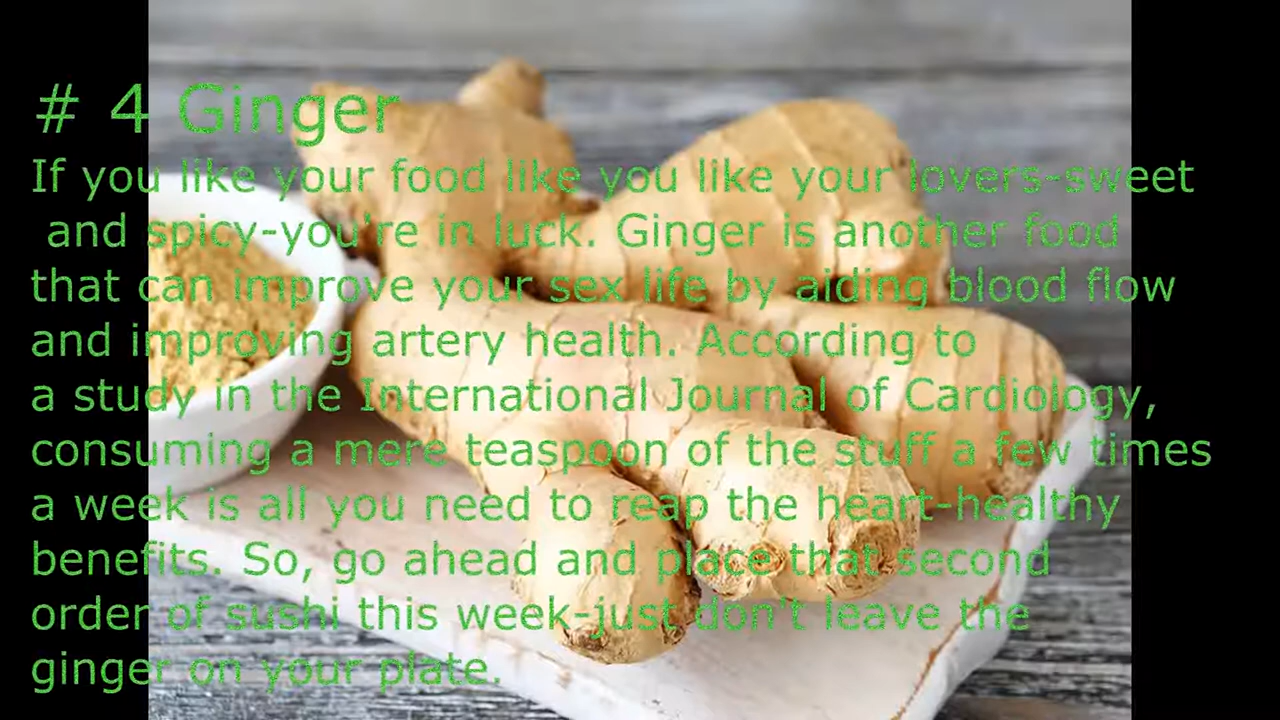 # 4 Ginger
If you like your food like you like your lovers-sweet
and spicy-you're in luck. Ginger is another food
that can improve your sex life by aiding blood flow
and improving artery health. According to
a study in the International Journal of Cardiology,
consuming a mere teaspoon of the stuff a few times
a week is all you need to reap the heart-healthy
benefits. So, go ahead and place that second
order of sushi this week-just don't leave the
ginger on your plate.